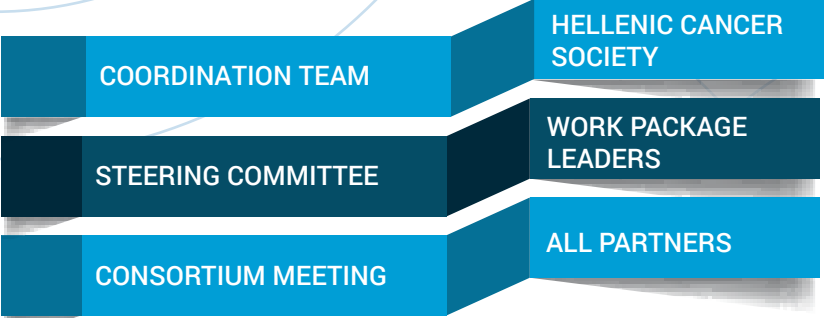 COORDINATION TEAM
HELLENIC CANCER
SOCIETY
STEERING COMMITTEE
WORK PACKAGE
LEADERS
CONSORTIUM MEETING
ALL PARTNERS